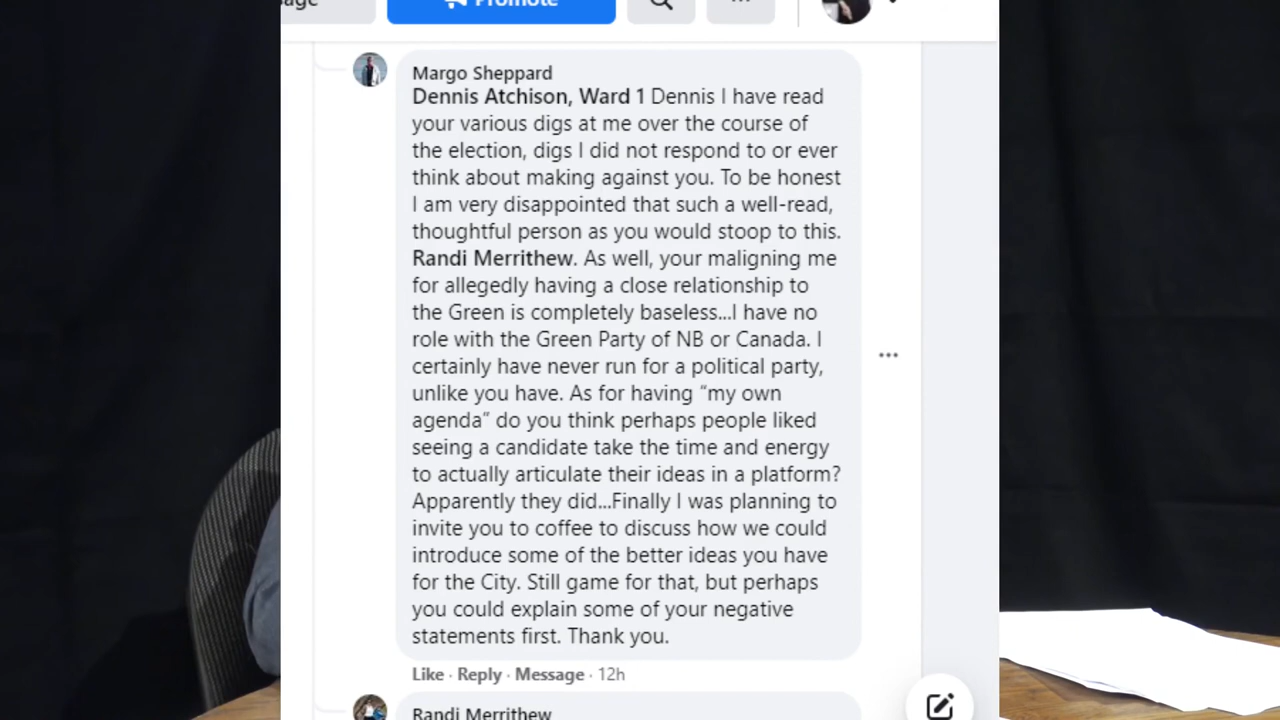 sage Promote
Margo Sheppard
Dennis Atchison, Ward 1 Dennis I have read
your various digs at me over the course of
the election, digs I did not respond to or ever
think about making against you. To be honest
I am very disappointed that such a well-read,
thoughtful person as you would stoop to this.
Randi Merrithew. As well, your maligning me
for allegedly having a close relationship to
the Green is completely baseless...I have no
role with the Green Party of NB or Canada. I
certainly have never run for a political party,
unlike you have. As for having “my own
agenda” do you think perhaps people liked
seeing a candidate take the time and energy
to actually articulate their ideas in a platform?
Apparently they did...Finally I was planning to
invite you to coffee to discuss how we could
introduce some of the better ideas you have
for the City. Still game for that, but perhaps
you could explain some of your negative
statements first. Thank you.
Like · Reply · Message · 12h
Randi Merrithew